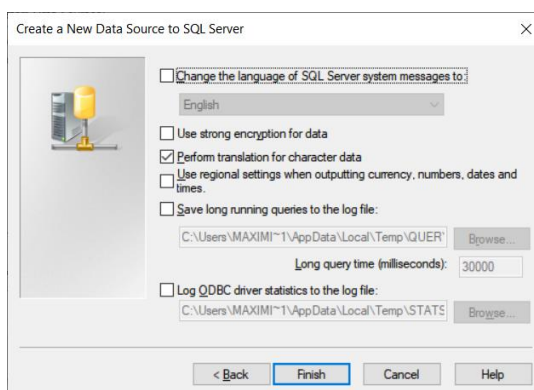 Create a New Data Source to SQL Server
Change the language of SQL Server system messages to:
English
Use strong encryption for data
Perform translation for character data
Use regional settings when outputting currency, numbers, dates and
times.
Save long running queries to the log file:
C:\Users\MAXIMI~1\AppData\Local\Temp\QUER
Browse...
Long query time (milliseconds):
30000
Log ODBC driver statistics to the log file:
C:\Users\MAXIMI~1\AppData\Local\Temp\STATS
Browse...
< Back
Finish
Cancel
Help